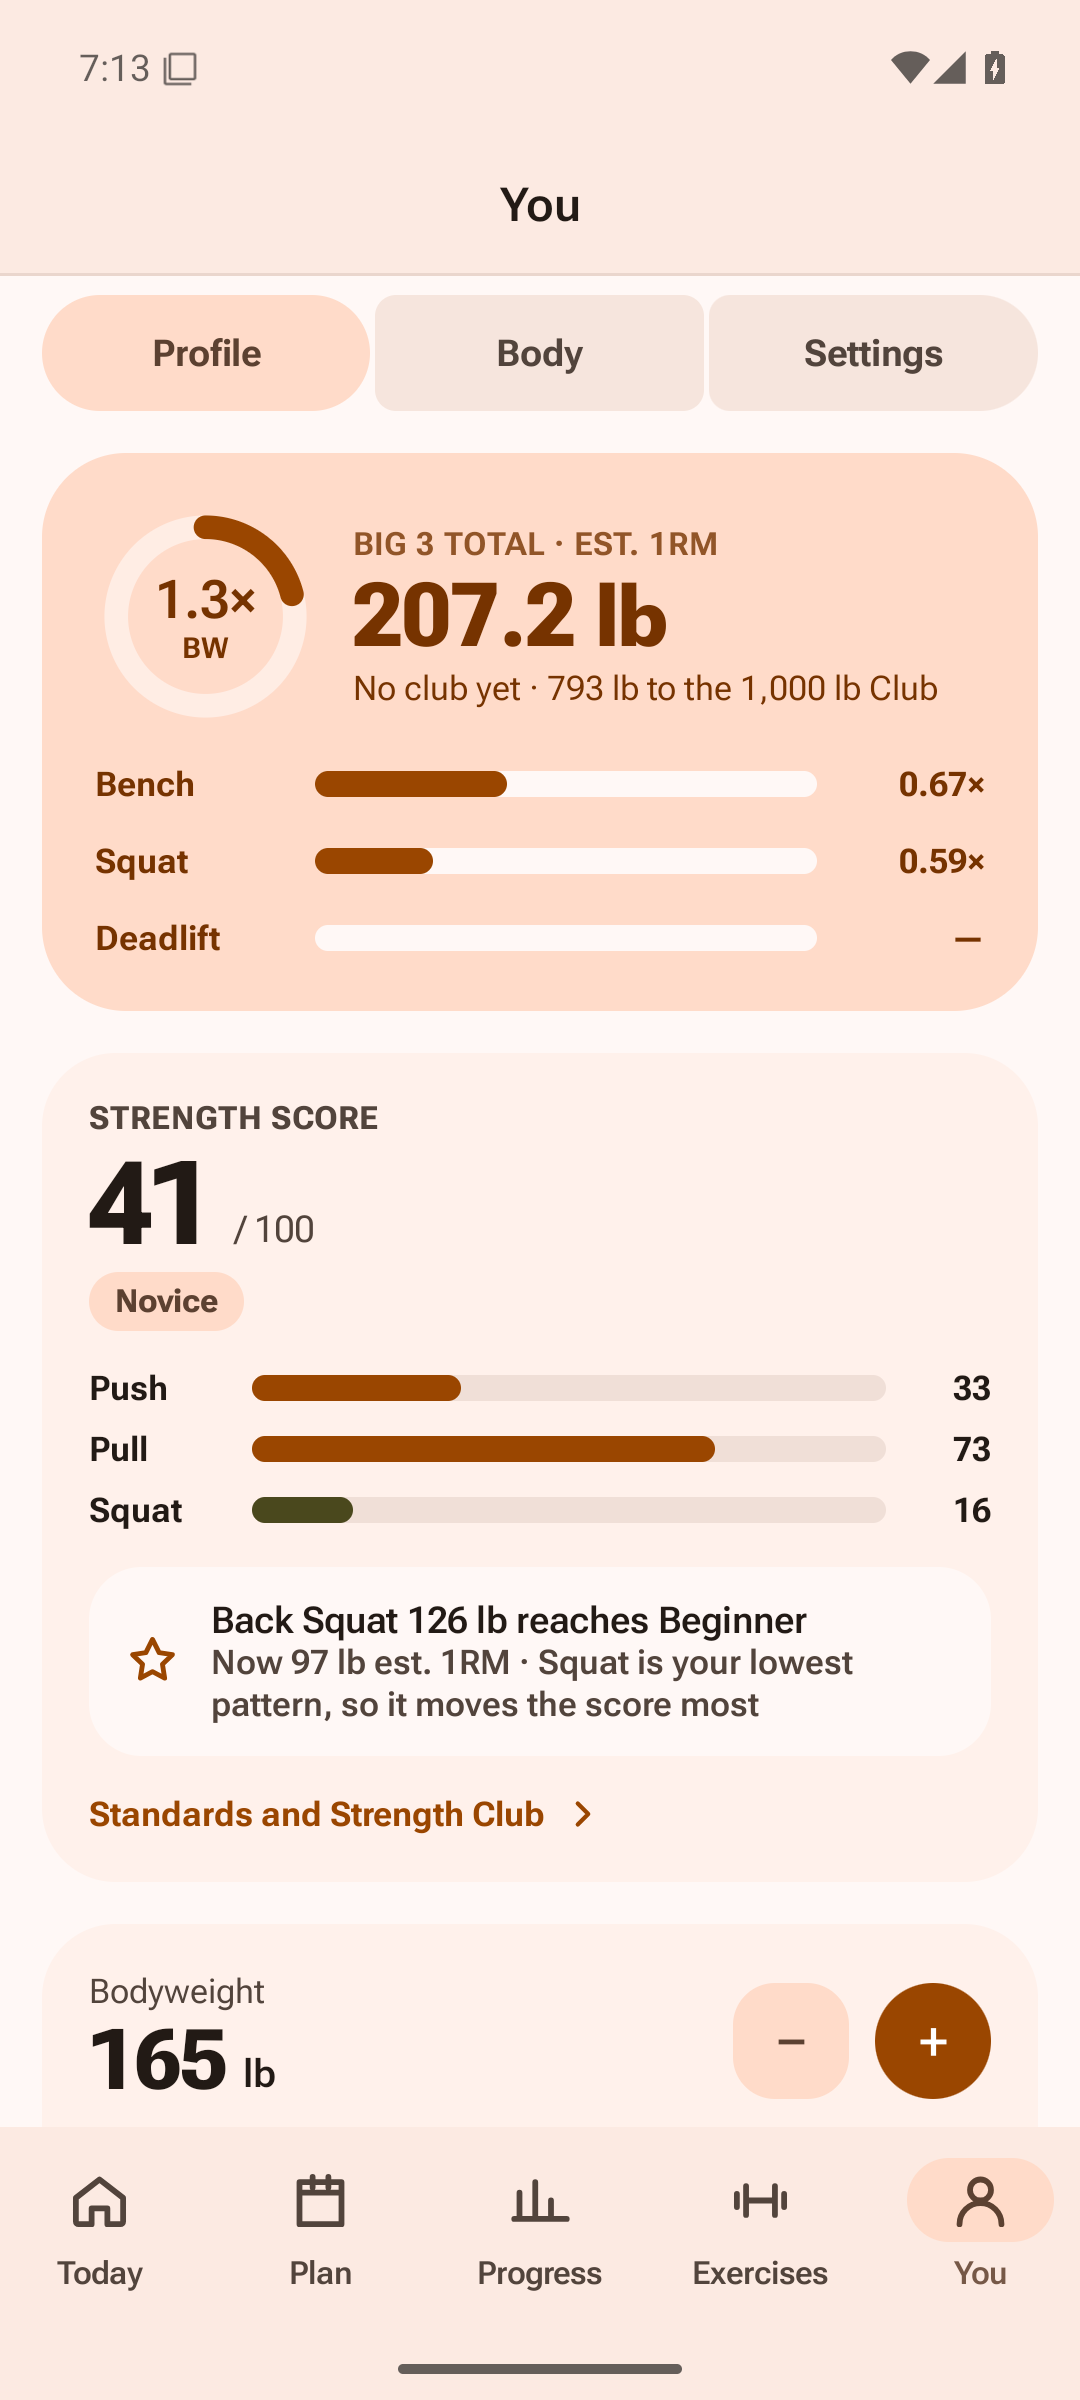 7:13
You
Profile
Body
Settings
1.3×
BW
BIG 3 TOTAL · EST. 1RM
207.2 lb
No club yet · 793 lb to the 1,000 lb Club
Bench
0.67×
Squat
0.59×
Deadlift
–
STRENGTH SCORE
41 / 100
Novice
Push
33
Pull
73
Squat
16
Back Squat 126 lb reaches Beginner
Now 97 lb est. 1RM · Squat is your lowest
pattern, so it moves the score most
Standards and Strength Club
Bodyweight
165 lb
−
+
Today
Plan
Progress
Exercises
You